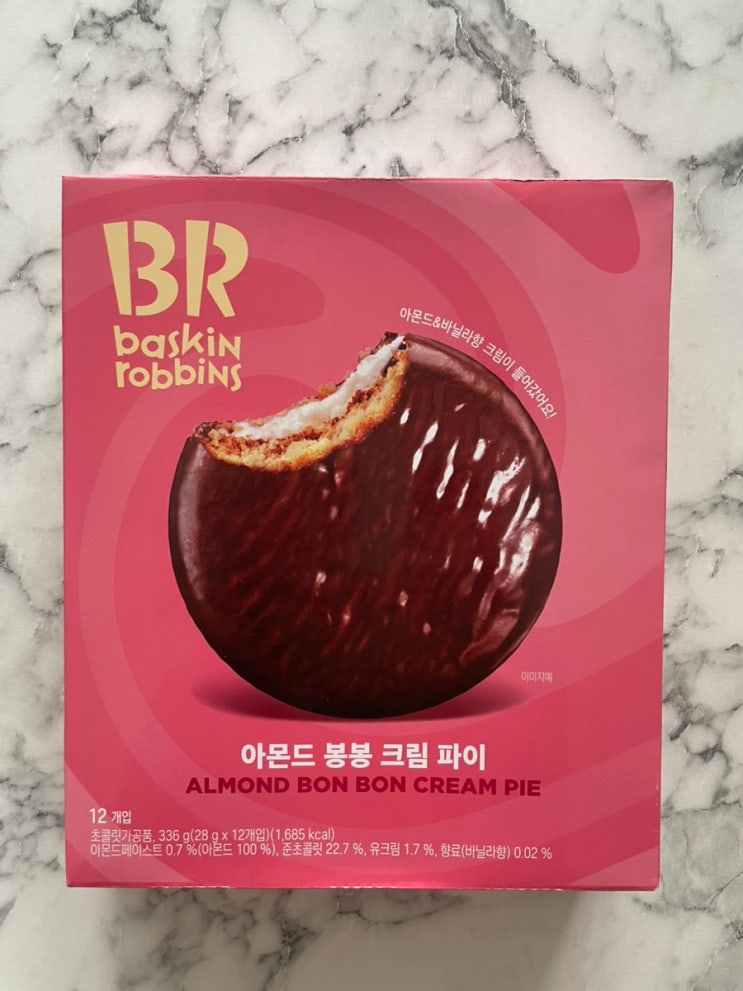 BR
baskin
robbins
아몬드&바닐라향 크림이 들어갔어요!
이미지예
아몬드 봉봉 크림 파이
ALMOND BON BON CREAM PIE
12 개입
초콜릿가공품, 336 g(28 g x 12개입)(1,685 kcal)
아몬드페이스트 0.7 %(아몬드 100 %), 준초콜릿 22.7 %, 유크림 1.7 %, 향료(바닐라향) 0.02 %